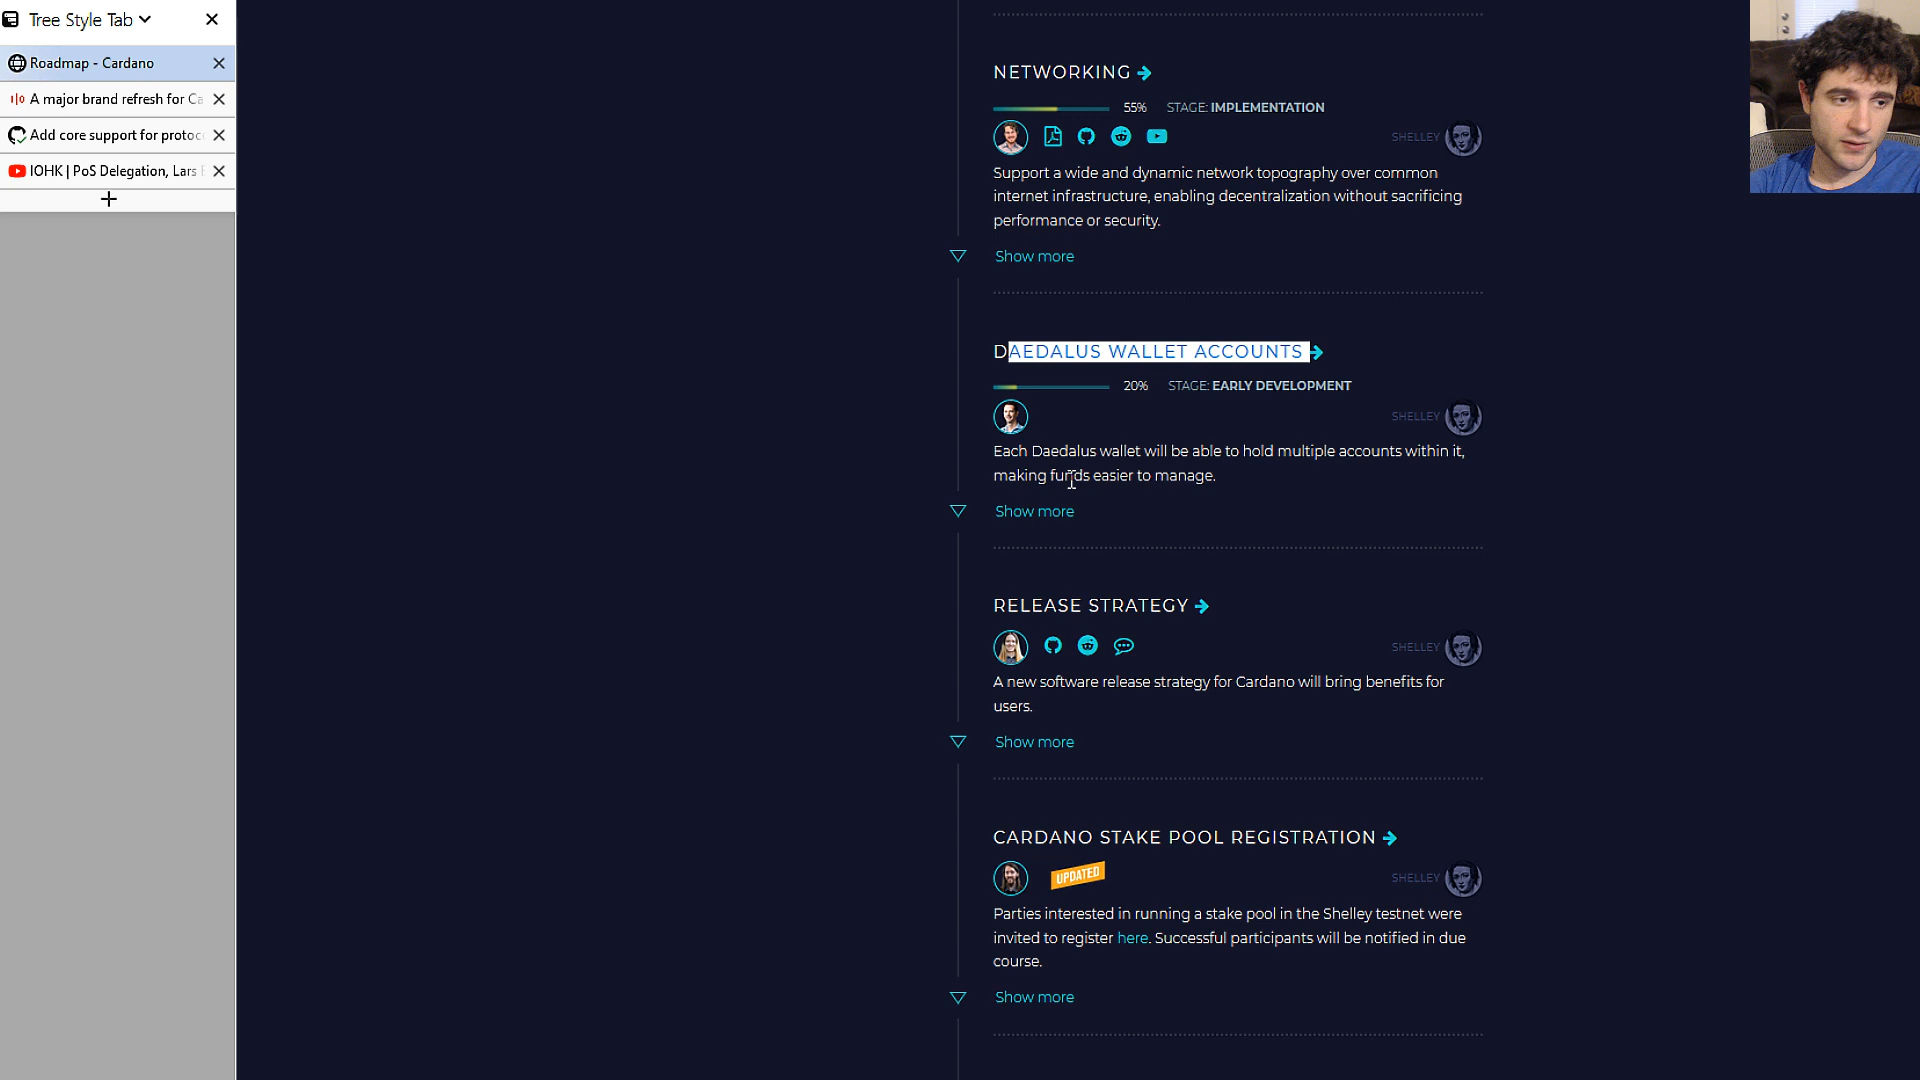 Tree Style Tab
Roadmap - Cardano
A major brand refresh for Ca
Add core support for protoc
IOHK | PoS Delegation, Lars
NETWORKING
55% STAGE: IMPLEMENTATION
SHELLEY
Support a wide and dynamic network topography over common
internet infrastructure, enabling decentralization without sacrificing
performance or security.
Show more
DAEDALUS WALLET ACCOUNTS
20% STAGE: EARLY DEVELOPMENT
SHELLEY
Each Daedalus wallet will be able to hold multiple accounts within it,
making funds easier to manage.
Show more
RELEASE STRATEGY
SHELLEY
A new software release strategy for Cardano will bring benefits for
users.
Show more
CARDANO STAKE POOL REGISTRATION
UPDATED
SHELLEY
Parties interested in running a stake pool in the Shelley testnet were
invited to register here. Successful participants will be notified in due
course.
Show more